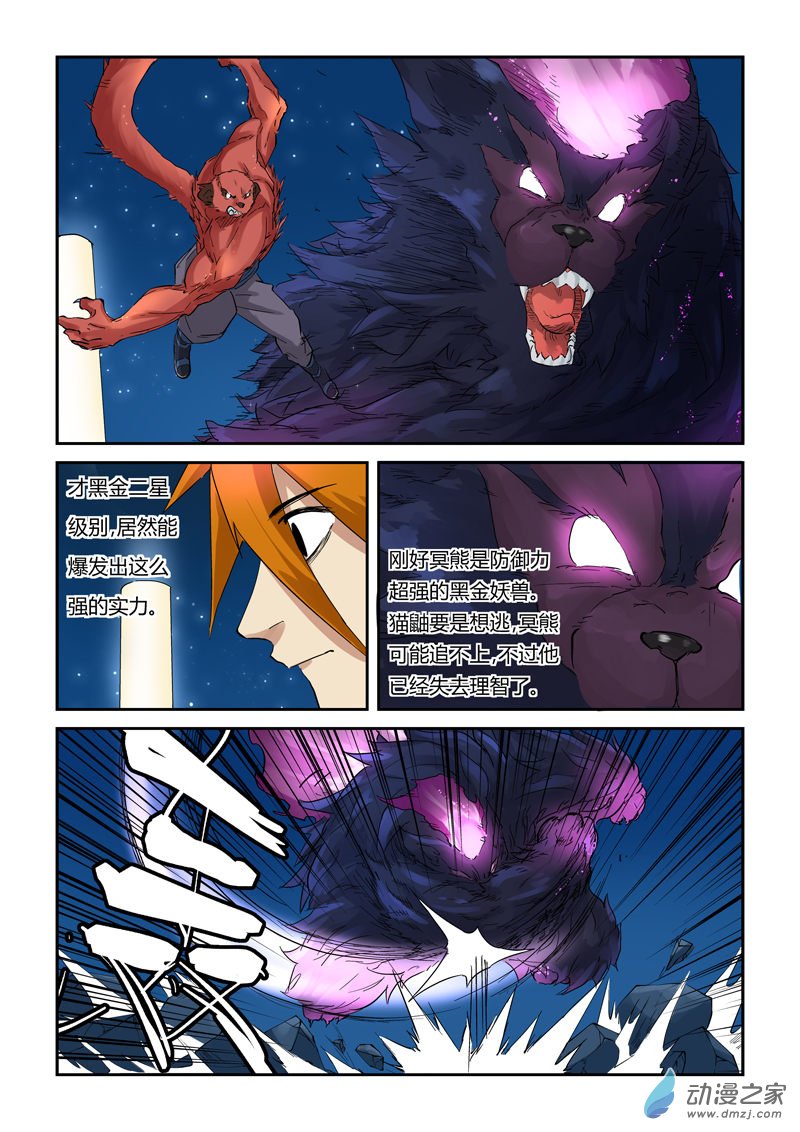 才黑金二星
级别,居然能
爆发出这么
强的实力。
刚好冥熊是防御力
超强的黑金妖兽。
猫鼬要是想逃,冥熊
可能追不上,不过他
已经失去理智了。
动漫之家
www.dmzj.com